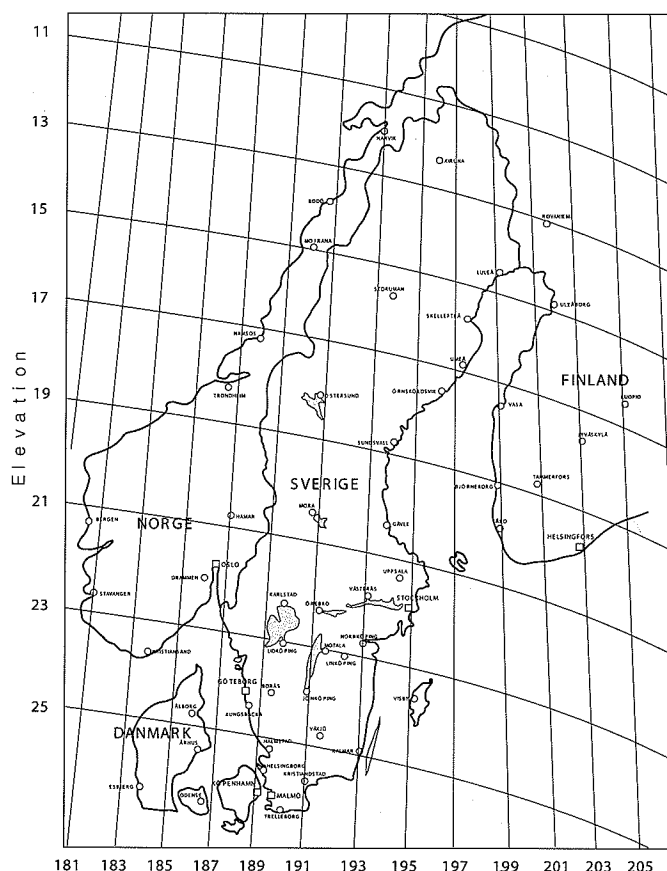 11
13
15
17
19
21
23
25
Elevation
NARVIK
KIRUNA
BODÖ
ROVANIEMI
MO I RANA
LULEÅ
STORUMAN
ULEÅBORG
SKELLEFTEÅ
NAMSOS
UMEÅ
FINLAND
TRONDHEIM
ÖSTERSUND
ÖRNSKÖLDSVIK
VASA
KUOPIO
SUNDSVALL
JYVÄSKYLÄ
SVERIGE
BJÖRNEBORG
TAMMERFORS
MORA
BERGEN
NORGE
HAMAR
GÄVLE
ÅBO
HELSINGFORS
OSLO
DRAMMEN
UPPSALA
STAVANGER
KARLSTAD
VÄSTERÅS
ÖREBRO
STOCKHOLM
KRISTIANSAND
LIDKÖPING
MOTALA
NORRKÖPING
LINKÖPING
GÖTEBORG
BORÅS
JÖNKÖPING
VISBY
KUNGSBACKA
ÅLBORG
DANMARK
ÅRHUS
HALMSTAD
VÄXJÖ
KALMAR
HELSINGBORG
KRISTIANSTAD
ESBJERG
ODENSE
KÖPENHAMN
MALMÖ
TRELLEBORG
181 183 185 187 189 191 193 195 197 199 201 203 205